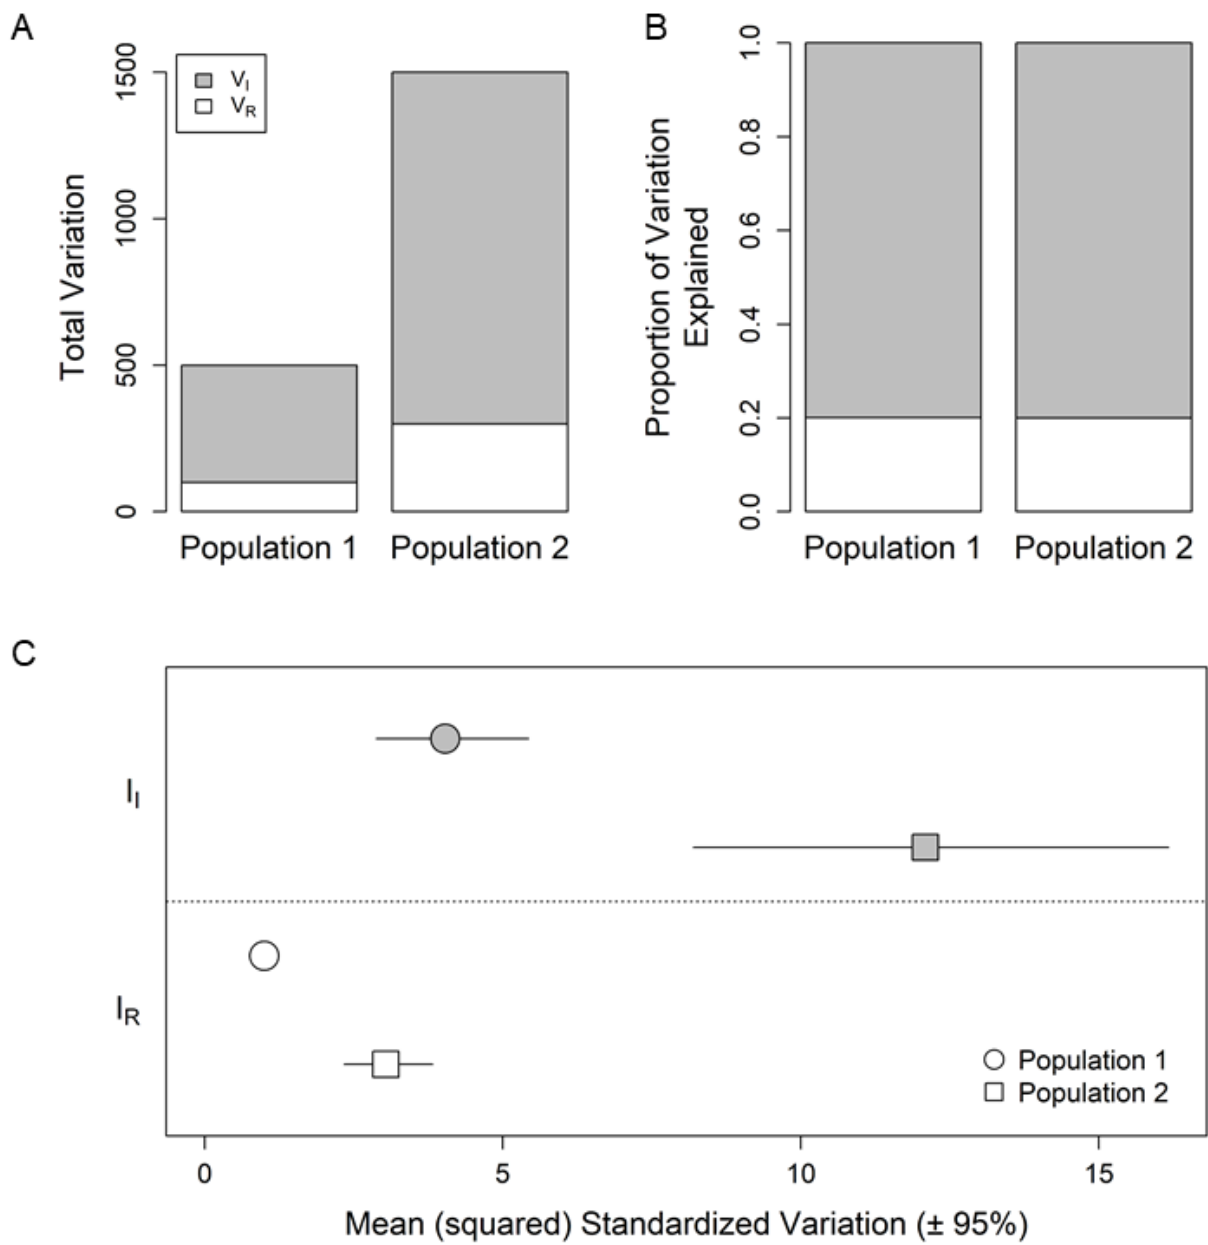 A
Total Variation
1500
1000
500
0
V_I
V_R
Population 1
Population 2
B
Proportion of Variation
Explained
1.0
0.8
0.6
0.4
0.2
0.0
Population 1
Population 2
C
I_I
I_R
Population 1
Population 2
0 5 10 15
Mean (squared) Standardized Variation (± 95%)